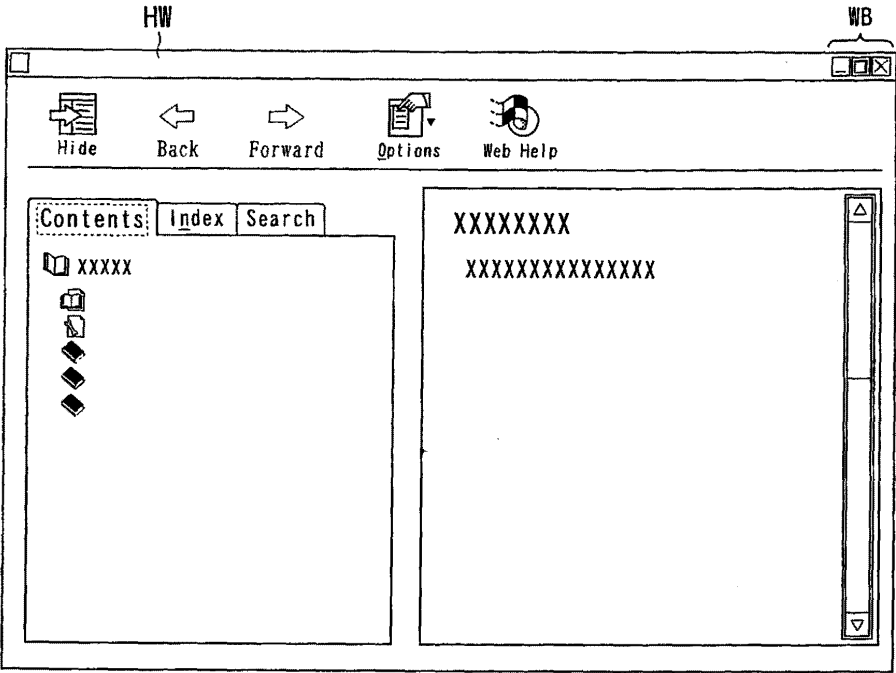 HW WB
Hide Back Forward Options Web Help
Contents Index Search
XXXXXXXX
XXXXX
XXXXXXXXXXXXXXX